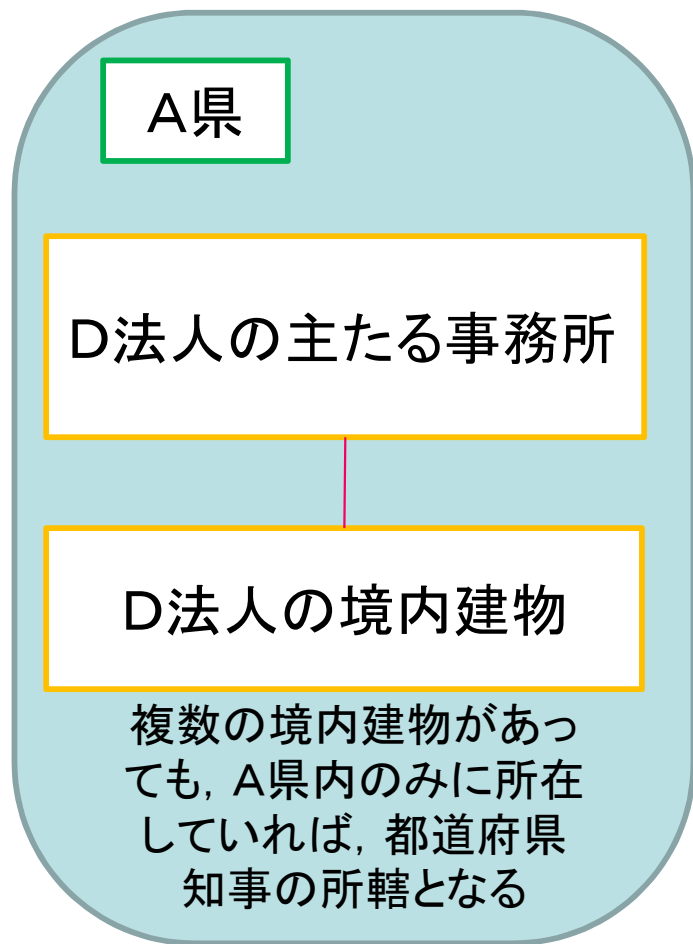 A県
D法人の主たる事務所
D法人の境内建物
複数の境内建物があっ
ても，A県内のみに所在
していれば，都道府県
知事の所轄となる